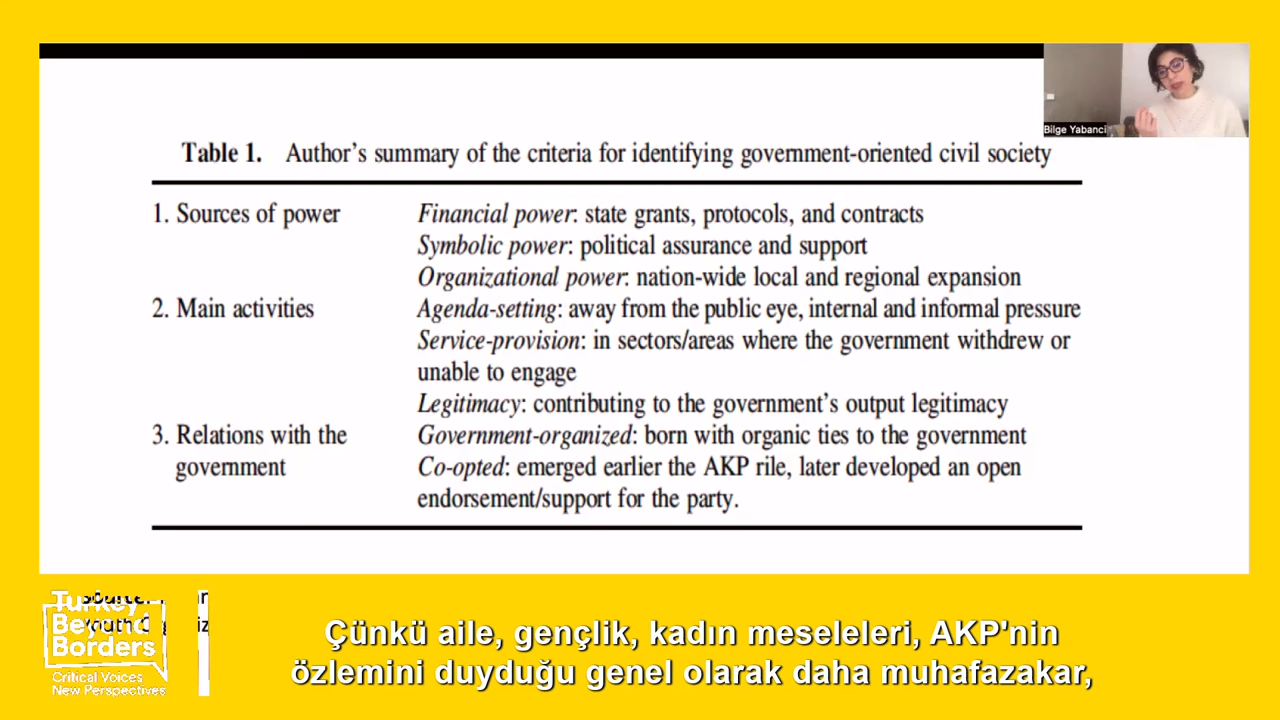 Bilge Yabanci
Table 1. Author's summary of the criteria for identifying government-oriented civil society
1. Sources of power Financial power: state grants, protocols, and contracts
Symbolic power: political assurance and support
Organizational power: nation-wide local and regional expansion
2. Main activities Agenda-setting: away from the public eye, internal and informal pressure
Service-provision: in sectors/areas where the government withdrew or
unable to engage
Legitimacy: contributing to the government's output legitimacy
3. Relations with the Government-organized: born with organic ties to the government
government Co-opted: emerged earlier the AKP rile, later developed an open
endorsement/support for the party.
Turkey
Beyond
Borders
Critical Voices
New Perspectives
Çünkü aile, gençlik, kadın meseleleri, AKP'nin
özlemini duyduğu genel olarak daha muhafazakar,